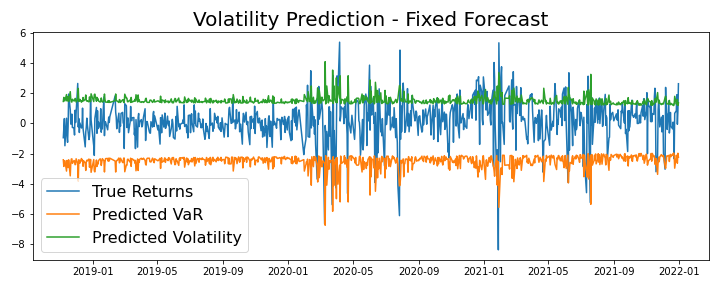 Volatility Prediction - Fixed Forecast
6
4
2
0
−2
−4
−6
−8
True Returns
Predicted VaR
Predicted Volatility
2019-01 2019-05 2019-09 2020-01 2020-05 2020-09 2021-01 2021-05 2021-09 2022-01